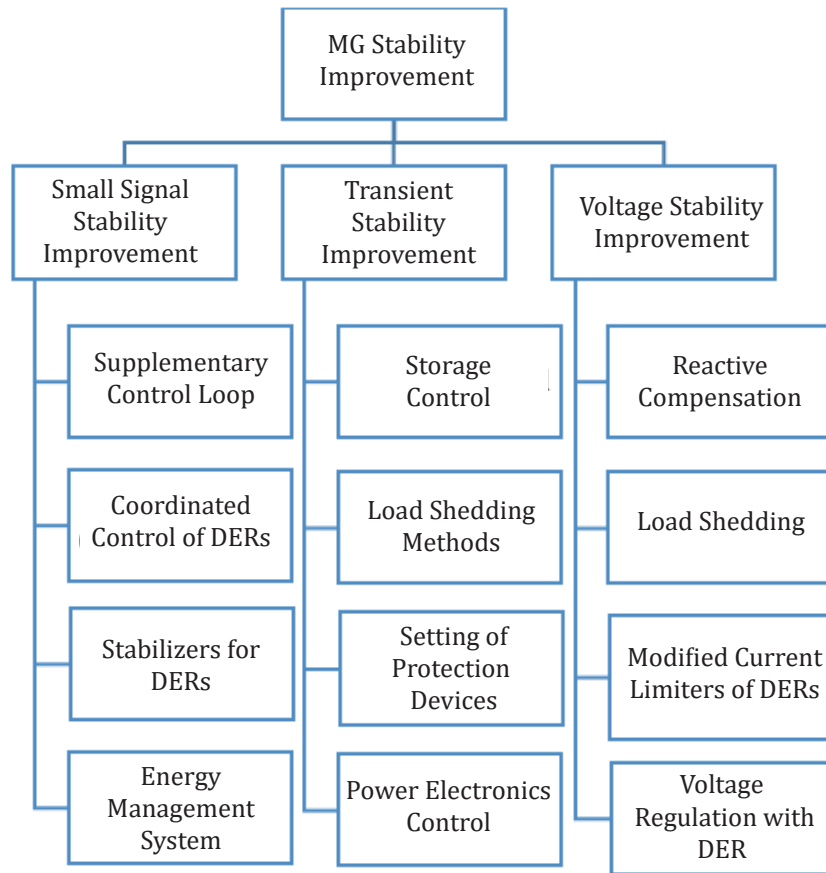 MG Stability
Improvement
Small Signal
Stability
Improvement
Transient
Stability
Improvement
Voltage Stability
Improvement
Supplementary
Control Loop
Storage
Control
Reactive
Compensation
Coordinated
Control of DERs
Load Shedding
Methods
Load Shedding
Stabilizers for
DERs
Setting of
Protection
Devices
Modified Current
Limiters of DERs
Energy
Management
System
Power Electronics
Control
Voltage
Regulation with
DER